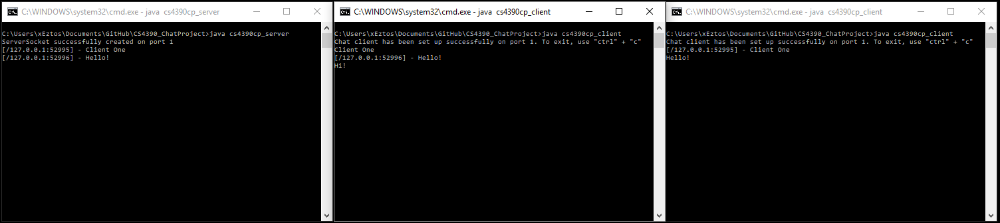 C:\WINDOWS\system32\cmd.exe - java  cs4390cp_server
C:\Users\xEztos\Documents\GitHub\CS4390_ChatProject>java cs4390cp_server
ServerSocket successfully created on port 1
[/127.0.0.1:52995] - Client One
[/127.0.0.1:52996] - Hello!
C:\WINDOWS\system32\cmd.exe - java  cs4390cp_client
C:\Users\xEztos\Documents\GitHub\CS4390_ChatProject>java cs4390cp_client
Chat client has been set up successfully on port 1. To exit, use "ctrl" + "c"
Client One
[/127.0.0.1:52996] - Hello!
Hi!
C:\WINDOWS\system32\cmd.exe - java  cs4390cp_client
C:\Users\xEztos\Documents\GitHub\CS4390_ChatProject>java cs4390cp_client
Chat client has been set up successfully on port 1. To exit, use "ctrl" + "c"
[/127.0.0.1:52995] - Client One
Hello!